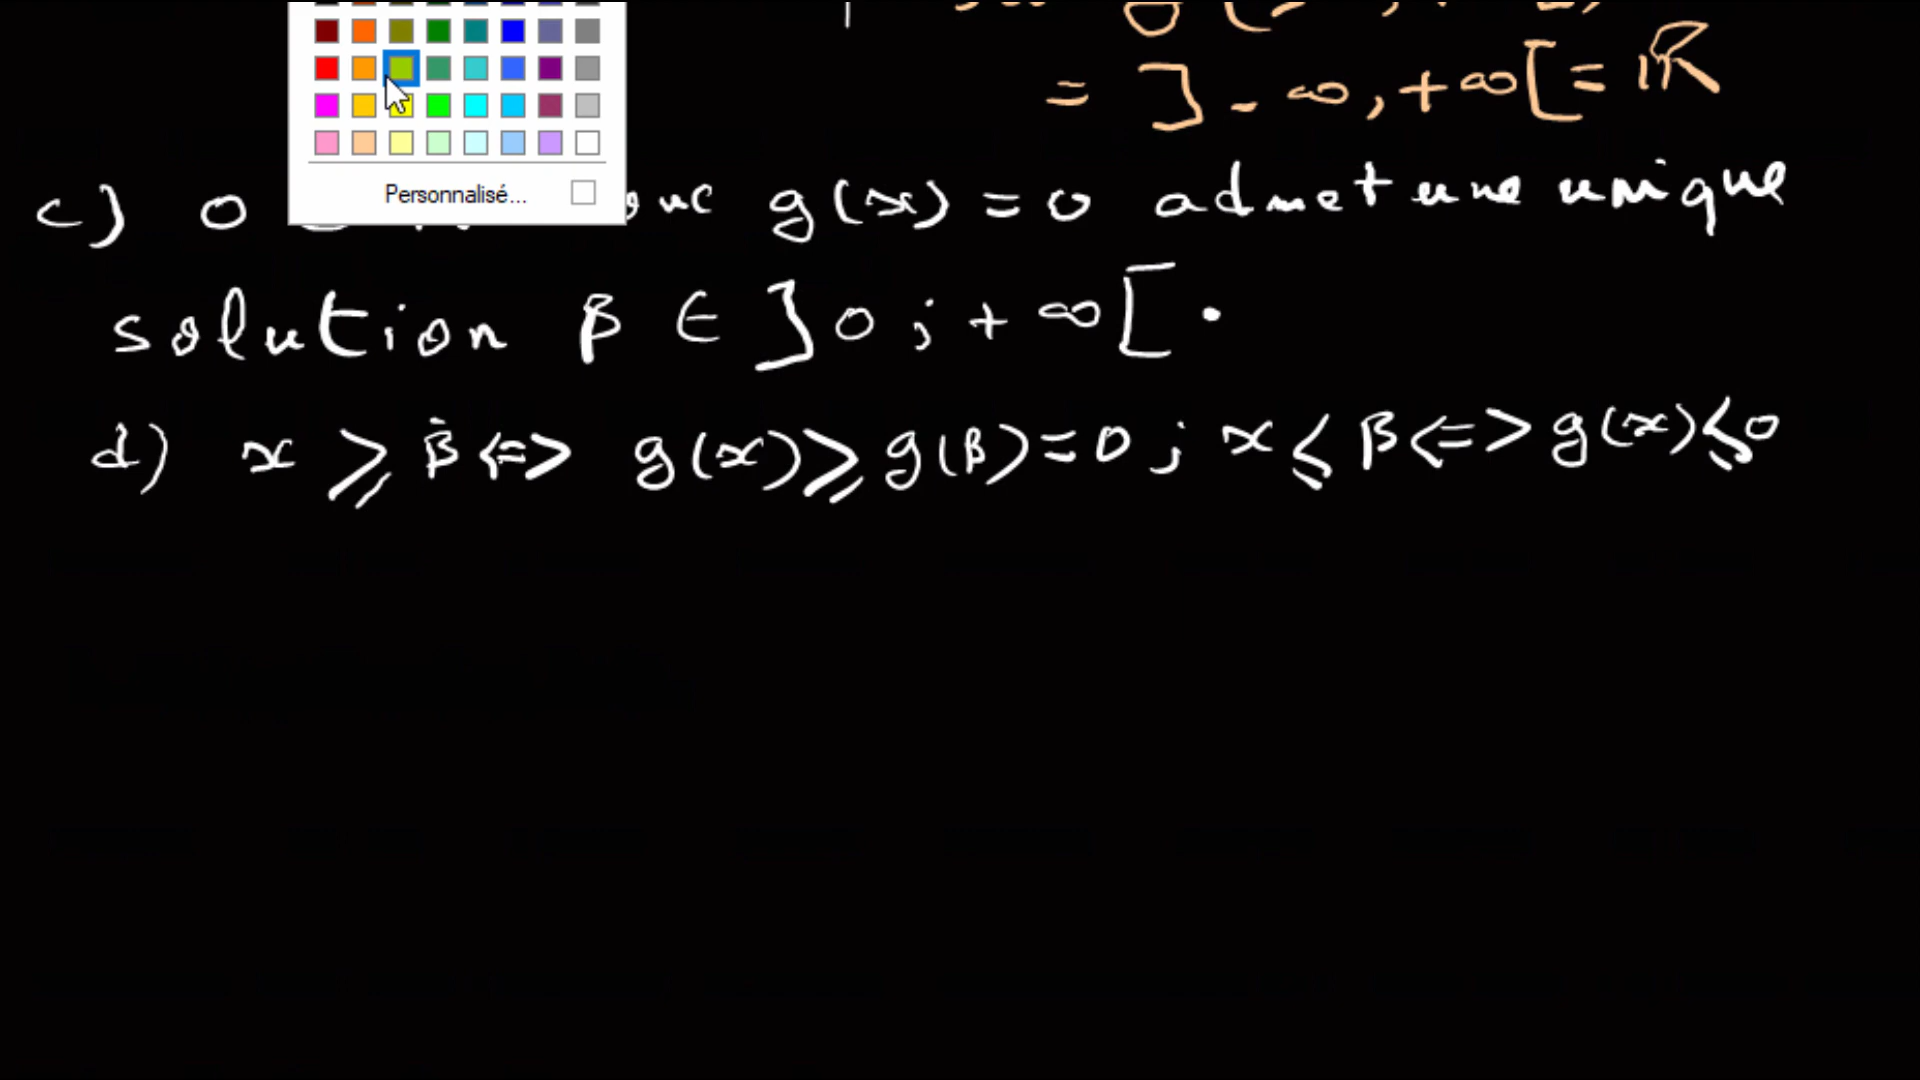 = ]-∞,+∞[ = ℝ
Personnalisé...
c) 0 g(x) = 0 admet une unique
solution β ∈ ]0 ; +∞[ .
d) x ⩾ β <=> g(x) ⩾ g(β) = 0 ; x ⩽ β <=> g(x) ⩽ 0